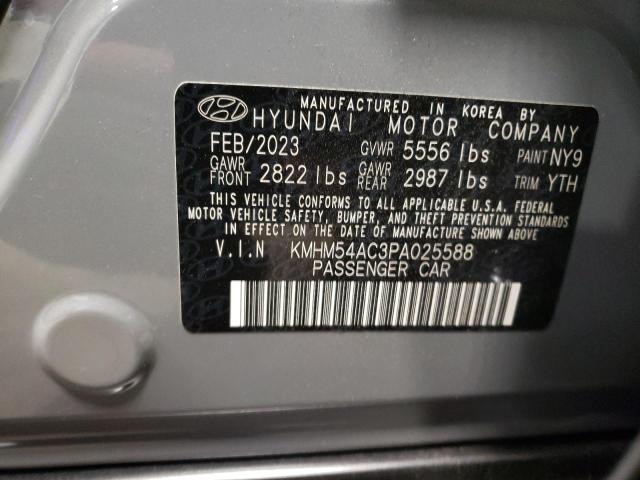 MANUFACTURED IN KOREA BY
HYUNDAI MOTOR COMPANY
FEB/2023 GVWR 5556 lbs PAINT NY9
GAWR FRONT 2822 lbs GAWR REAR 2987 lbs TRIM YTH
THIS VEHICLE CONFORMS TO ALL APPLICABLE U.S.A. FEDERAL
MOTOR VEHICLE SAFETY, BUMPER, AND THEFT PREVENTION STANDARDS
IN EFFECT ON THE DATE OF MANUFACTURE SHOWN ABOVE.
V.I.N KMHM54AC3PA025588
PASSENGER CAR